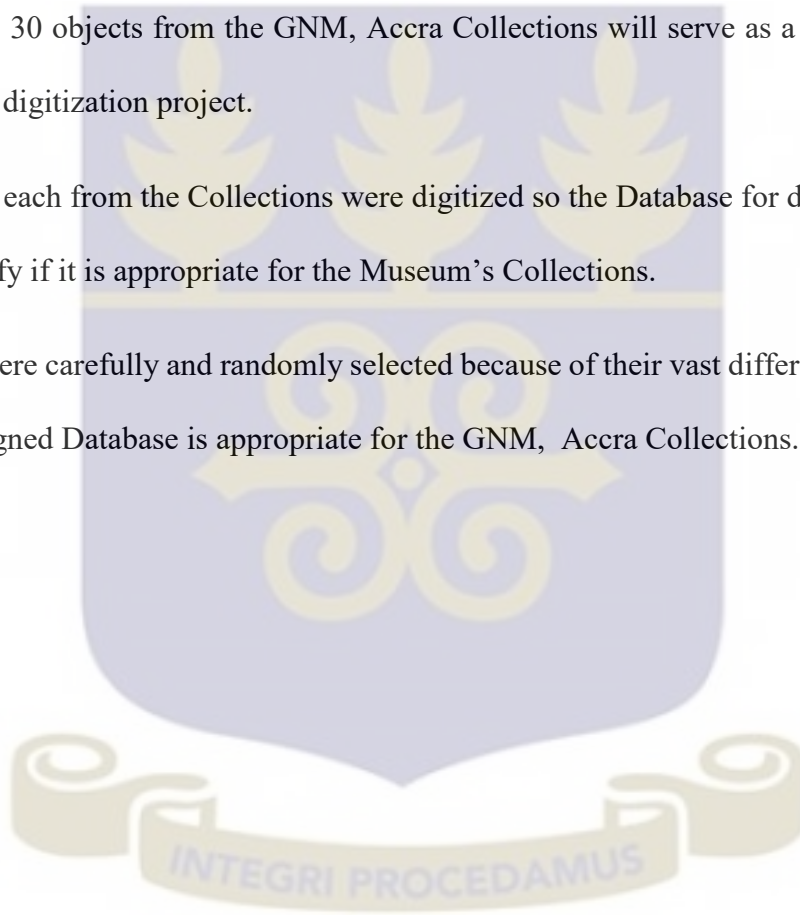 30 objects from the GNM, Accra Collections will serve as a
digitization project.
each from the Collections were digitized so the Database for d
fy if it is appropriate for the Museum’s Collections.
ere carefully and randomly selected because of their vast differ
gned Database is appropriate for the GNM, Accra Collections.
INTEGRI PROCEDAMUS